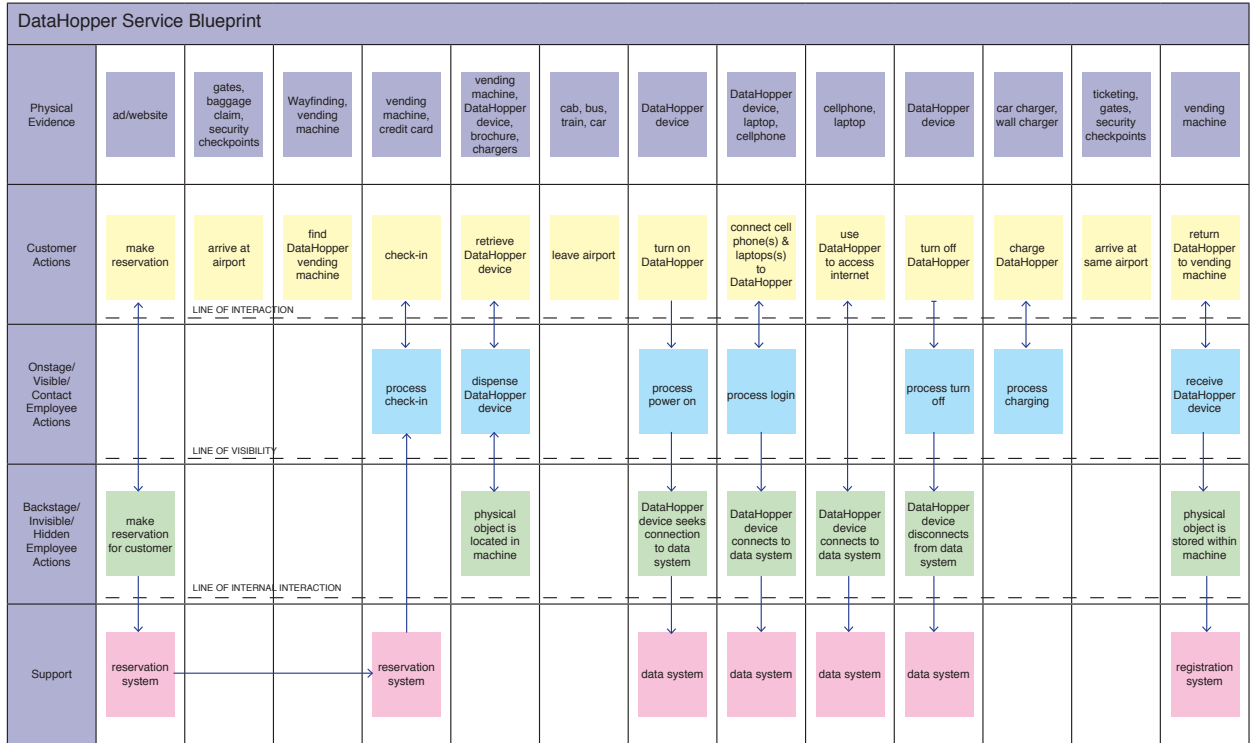 DataHopper Service Blueprint
Physical
Evidence
ad/website
gates,
baggage
claim,
security
checkpoints
Wayfinding,
vending
machine
vending
machine,
credit card
vending
machine,
DataHopper
device,
brochure,
chargers
cab, bus,
train, car
DataHopper
device
DataHopper
device,
laptop,
cellphone
cellphone,
laptop
DataHopper
device
car charger,
wall charger
ticketing,
gates,
security
checkpoints
vending
machine
Customer
Actions
make
reservation
arrive at
airport
find
DataHopper
vending
machine
check-in
retrieve
DataHopper
device
leave airport
turn on
DataHopper
connect cell
phone(s) &
laptops(s)
to
DataHopper
use
DataHopper
to access
internet
turn off
DataHopper
charge
DataHopper
arrive at
same airport
return
DataHopper
to vending
machine
LINE OF INTERACTION
Onstage/
Visible/
Contact
Employee
Actions
process
check-in
dispense
DataHopper
device
process
power on
process login
process turn
off
process
charging
receive
DataHopper
device
LINE OF VISIBILITY
Backstage/
Invisible/
Hidden
Employee
Actions
make
reservation
for customer
physical
object is
located in
machine
DataHopper
device seeks
connection
to data
system
DataHopper
device
connects to
data system
DataHopper
device
connects to
data system
DataHopper
device
disconnects
from data
system
physical
object is
stored within
machine
LINE OF INTERNAL INTERACTION
Support
reservation
system
reservation
system
data system
data system
data system
data system
registration
system